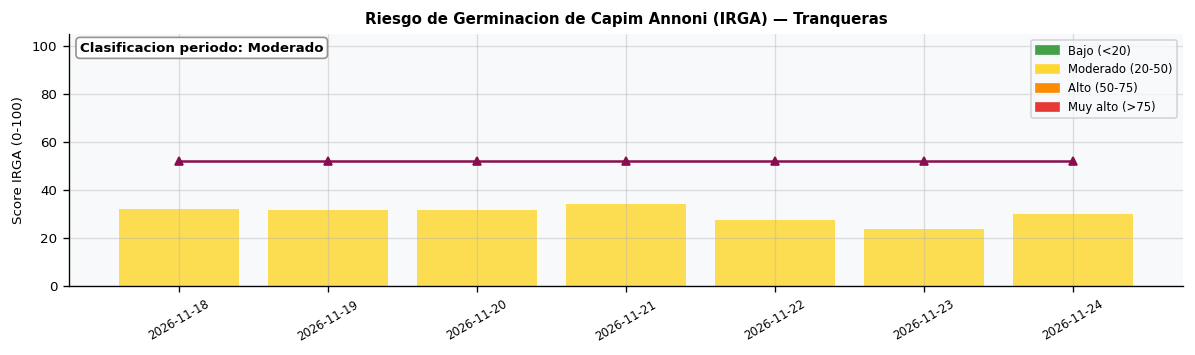 Riesgo de Germinacion de Capim Annoni (IRGA) — Tranqueras
Clasificacion periodo: Moderado
Bajo (<20)
Moderado (20-50)
Alto (50-75)
Muy alto (>75)
Score IRGA (0-100)
100
80
60
40
20
0
2026-11-18
2026-11-19
2026-11-20
2026-11-21
2026-11-22
2026-11-23
2026-11-24